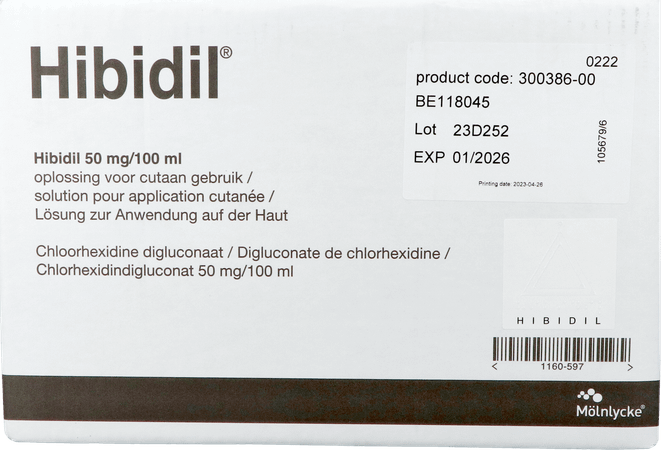 Hibidil®
Hibidil 50 mg/100 ml
oplossing voor cutaan gebruik /
solution pour application cutanée /
Lösung zur Anwendung auf der Haut
Chloorhexidine digluconaat / Digluconate de chlorhexidine /
Chlorhexidindigluconat 50 mg/100 ml
0222
product code: 300386-00
BE118045
Lot 23D252
EXP 01/2026
Printing date: 2023-04-26
105679/6
HIBIDIL
< 1160-597 >
Mölnlycke®